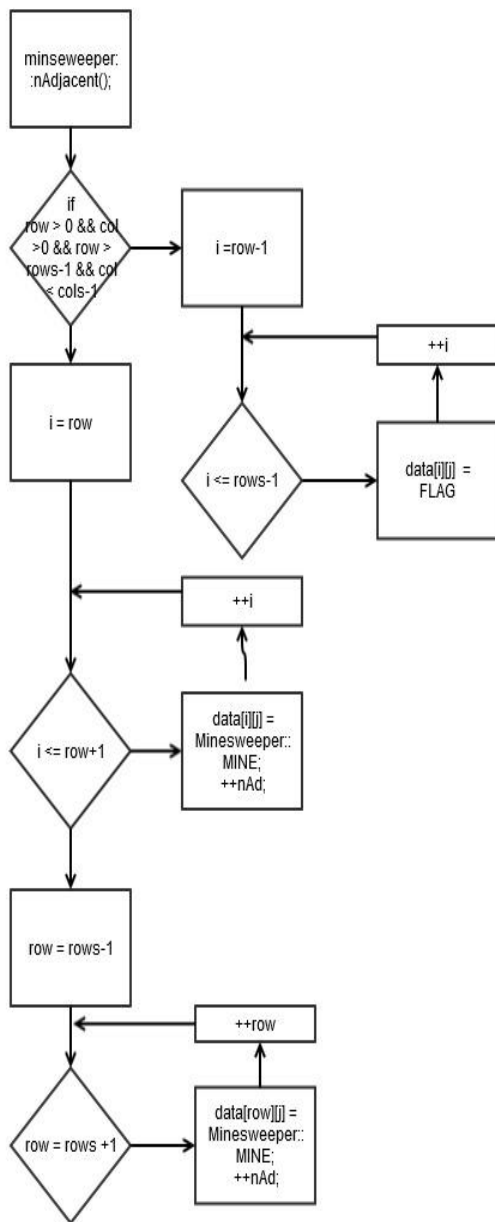 minseweeper:
:nAdjacent();
if
row > 0 && col
>0 && row >
rows-1 && col
< cols-1
i =row-1
++i
i = row
i <= rows-1
data[i][j] =
FLAG
++i
i <= row+1
data[i][j] =
Minesweeper::
MINE;
++nAd;
row = rows-1
++row
row = rows +1
data[row][j] =
Minesweeper::
MINE;
++nAd;